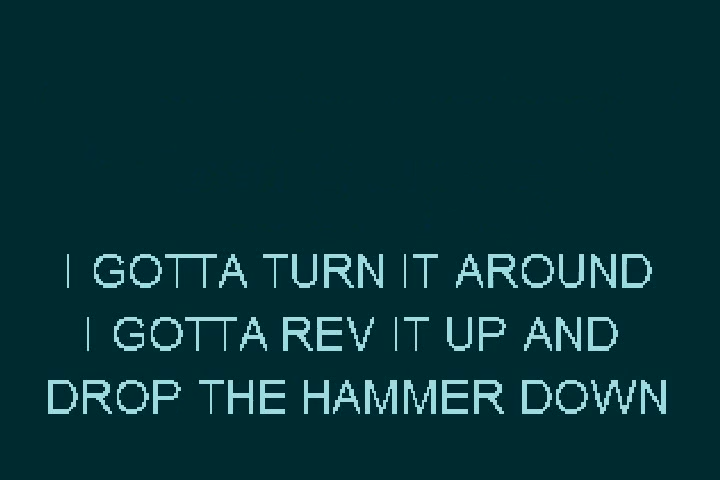 I GOTTA TURN IT AROUND
I GOTTA REV IT UP AND
DROP THE HAMMER DOWN